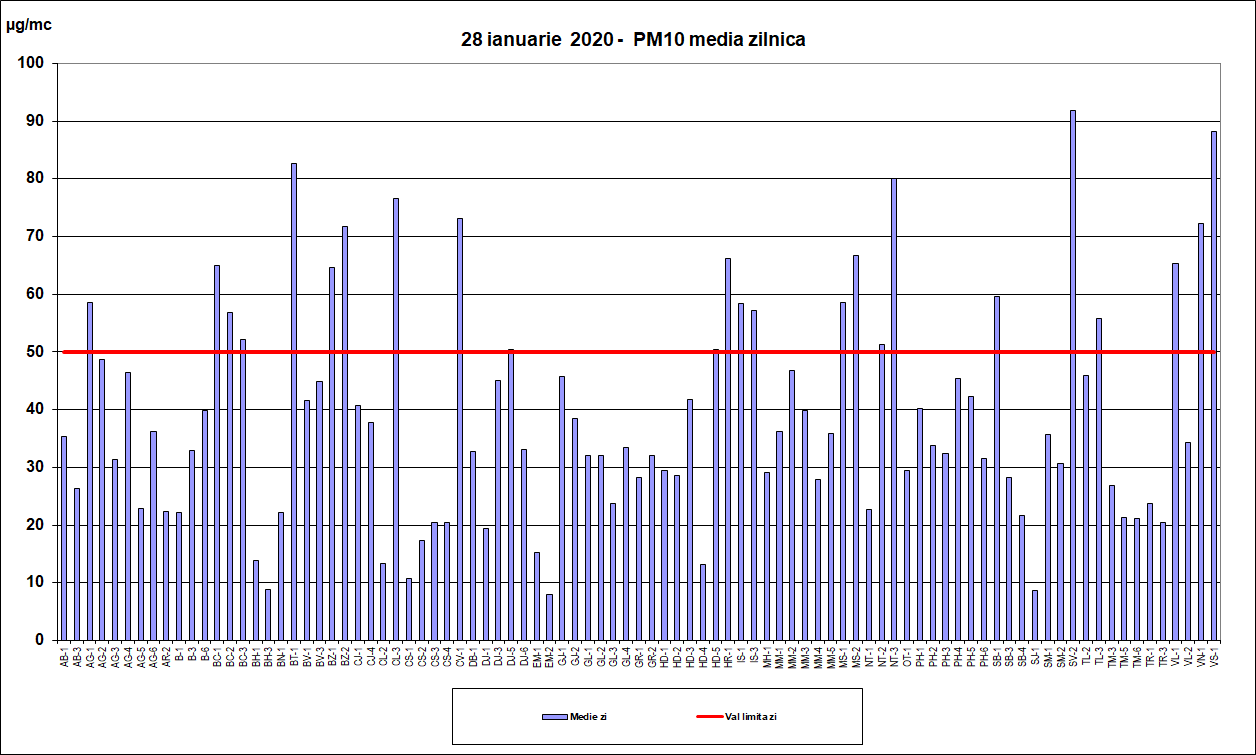 µg/mc
28 ianuarie 2020 - PM10 media zilnica
100
90
80
70
60
50
40
30
20
10
0
AB-1
AB-3
AG-1
AG-2
AG-3
AG-4
AG-5
AG-6
AR-2
B-1
B-3
B-6
BC-1
BC-2
BC-3
BH-1
BH-3
BN-1
BT-1
BV-1
BV-3
BZ-1
BZ-2
CJ-1
CJ-4
CL-2
CL-3
CS-1
CS-2
CS-3
CS-4
CV-1
DB-1
DJ-1
DJ-3
DJ-5
DJ-6
EM-1
EM-2
GJ-1
GJ-2
GL-1
GL-2
GL-3
GL-4
GR-1
GR-2
HD-1
HD-2
HD-3
HD-4
HD-5
HR-1
IS-1
IS-3
MH-1
MM-1
MM-2
MM-3
MM-4
MM-5
MS-1
MS-2
NT-1
NT-2
NT-3
OT-1
PH-1
PH-2
PH-3
PH-4
PH-5
PH-6
SB-1
SB-3
SB-4
SJ-1
SM-1
SM-2
SV-2
TL-2
TL-3
TM-3
TM-5
TM-6
TR-1
TR-3
VL-1
VL-2
VN-1
VS-1
Medie zi
Val limita zi